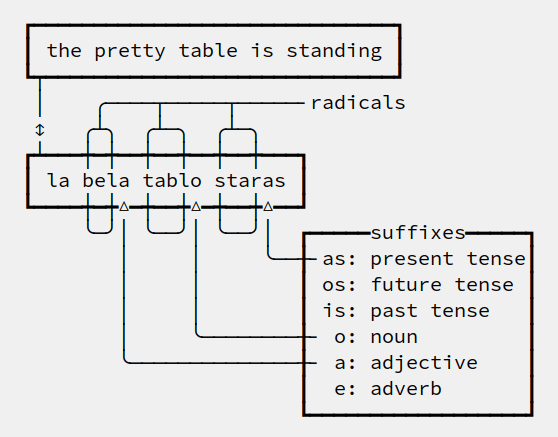 the pretty table is standing
radicals
↕
la bela tablo staras
△ △ △
suffixes
as: present tense
os: future tense
is: past tense
o: noun
a: adjective
e: adverb